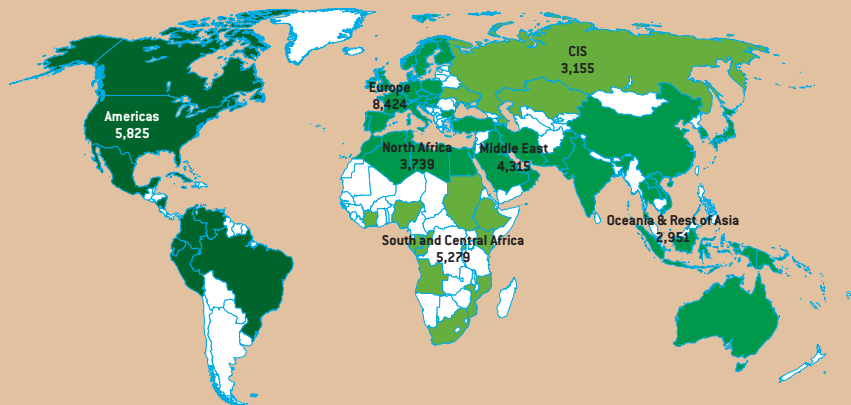 CIS
3,155
Europe
8,424
Americas
5,825
North Africa
3,739
Middle East
4,315
Oceania & Rest of Asia
2,951
South and Central Africa
5,279